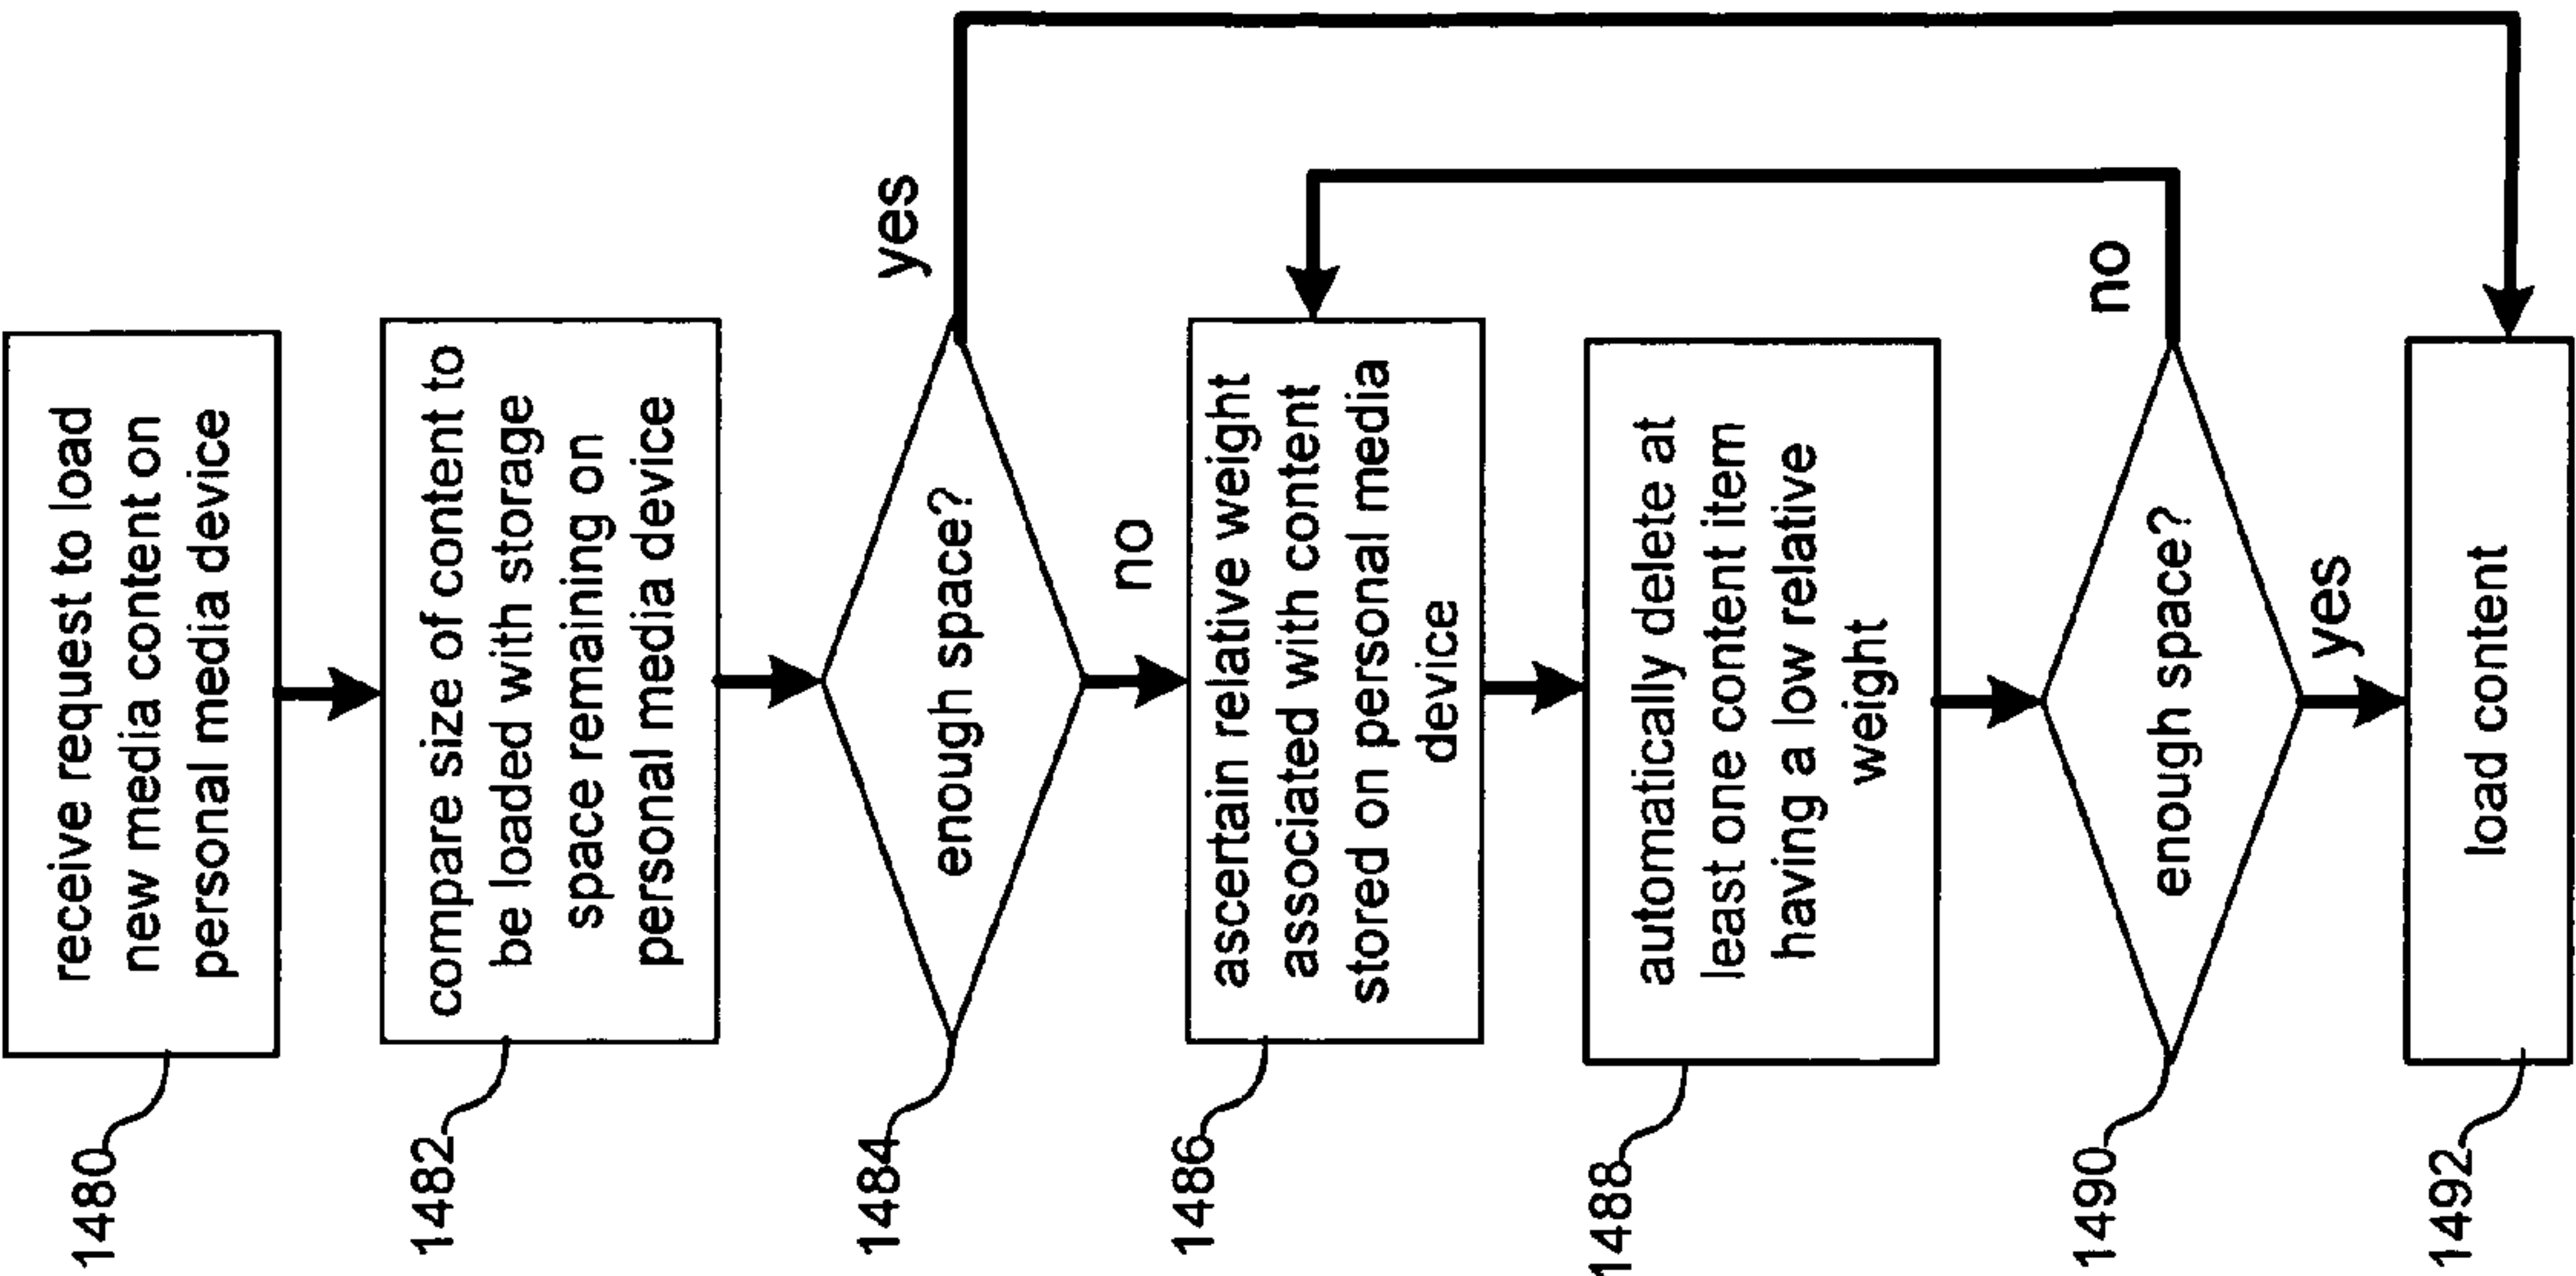 1480
receive request to load
new media content on
personal media device
1482
compare size of content to
be loaded with storage
space remaining on
personal media device
1484
enough space?
yes
no
1486
ascertain relative weight
associated with content
stored on personal media
device
1488
automatically delete at
least one content item
having a low relative
weight
1490
enough space?
no
yes
1492
load content